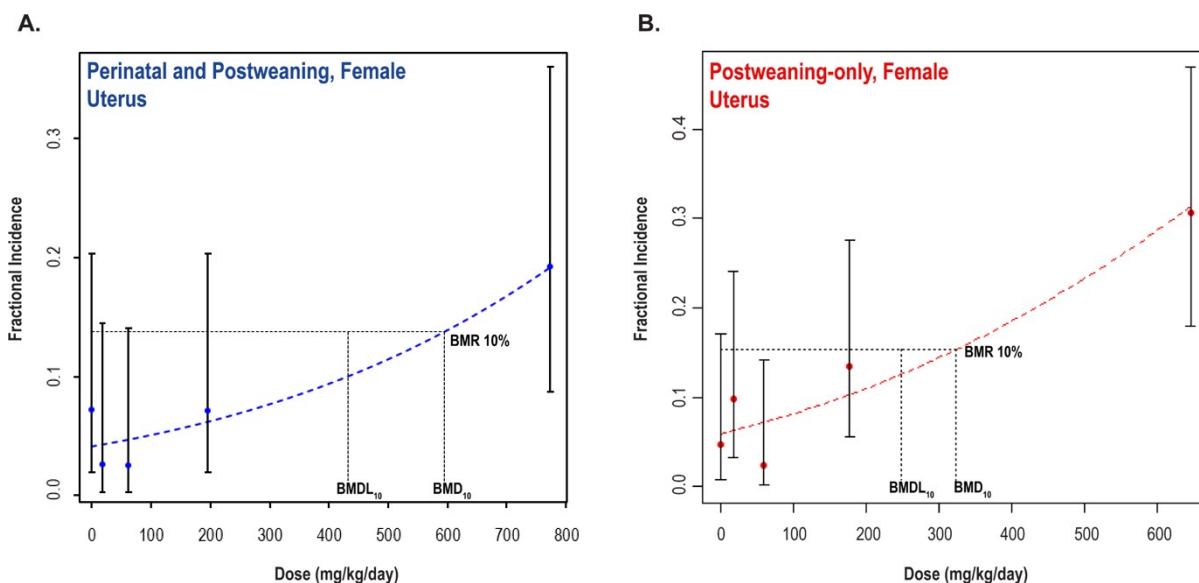 A.
Perinatal and Postweaning, Female
Uterus
Fractional Incidence
0.3
0.2
0.1
0.0
BMR 10%
BMDL₁₀
BMD₁₀
0 100 200 300 400 500 600 700 800
Dose (mg/kg/day)
B.
Postweaning-only, Female
Uterus
Fractional Incidence
0.4
0.3
0.2
0.1
0.0
BMR 10%
BMDL₁₀
BMD₁₀
0 100 200 300 400 500 600
Dose (mg/kg/day)